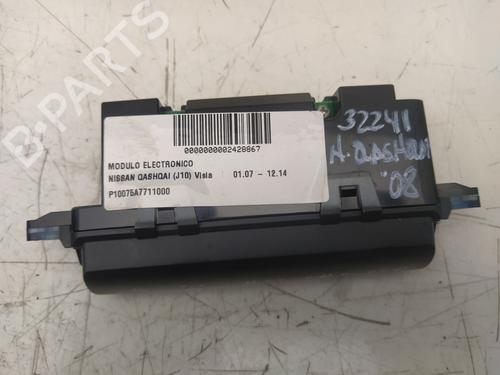 B-PARTS
0000000002428867
MODULO ELECTRONICO
NISSAN QASHQAI (J10) Visia 01.07 - 12.14
P10075A7711000
32241
N. QASHQAI
'08